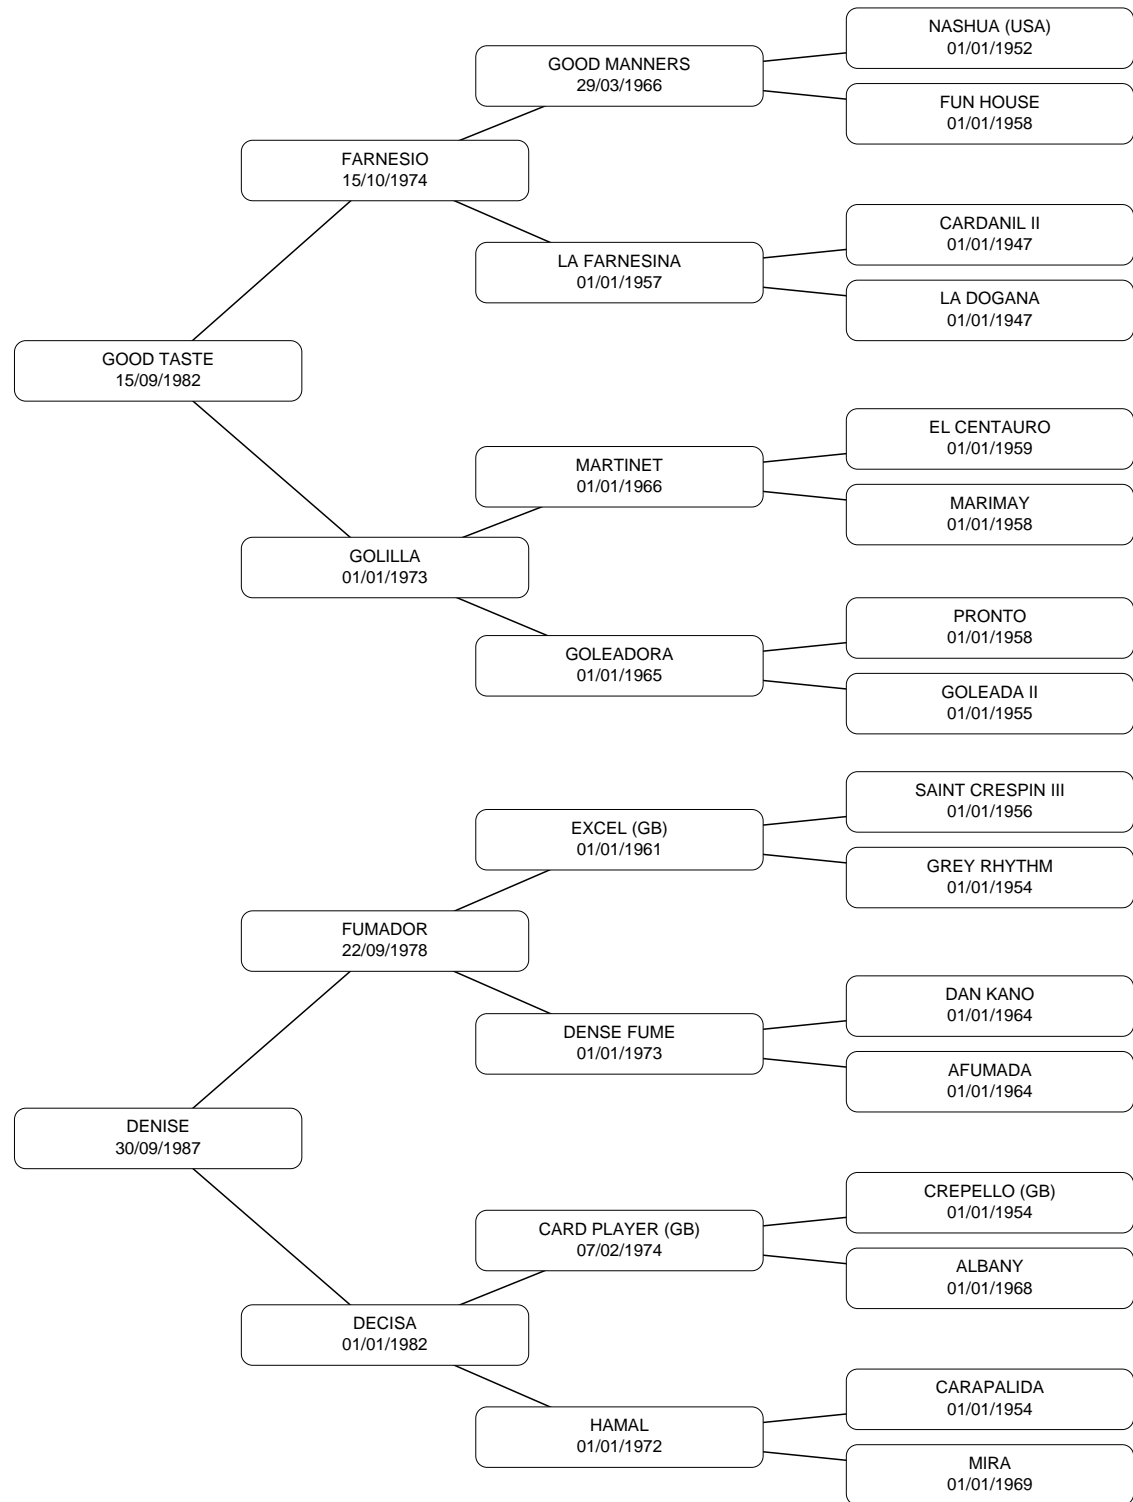 NASHUA (USA)
01/01/1952
GOOD MANNERS
29/03/1966
FUN HOUSE
01/01/1958
FARNESIO
15/10/1974
CARDANIL II
01/01/1947
LA FARNESINA
01/01/1957
LA DOGANA
01/01/1947
GOOD TASTE
15/09/1982
EL CENTAURO
01/01/1959
MARTINET
01/01/1966
MARIMAY
01/01/1958
GOLILLA
01/01/1973
PRONTO
01/01/1958
GOLEADORA
01/01/1965
GOLEADA II
01/01/1955
SAINT CRESPIN III
01/01/1956
EXCEL (GB)
01/01/1961
GREY RHYTHM
01/01/1954
FUMADOR
22/09/1978
DAN KANO
01/01/1964
DENSE FUME
01/01/1973
AFUMADA
01/01/1964
DENISE
30/09/1987
CREPELLO (GB)
01/01/1954
CARD PLAYER (GB)
07/02/1974
ALBANY
01/01/1968
DECISA
01/01/1982
CARAPALIDA
01/01/1954
HAMAL
01/01/1972
MIRA
01/01/1969